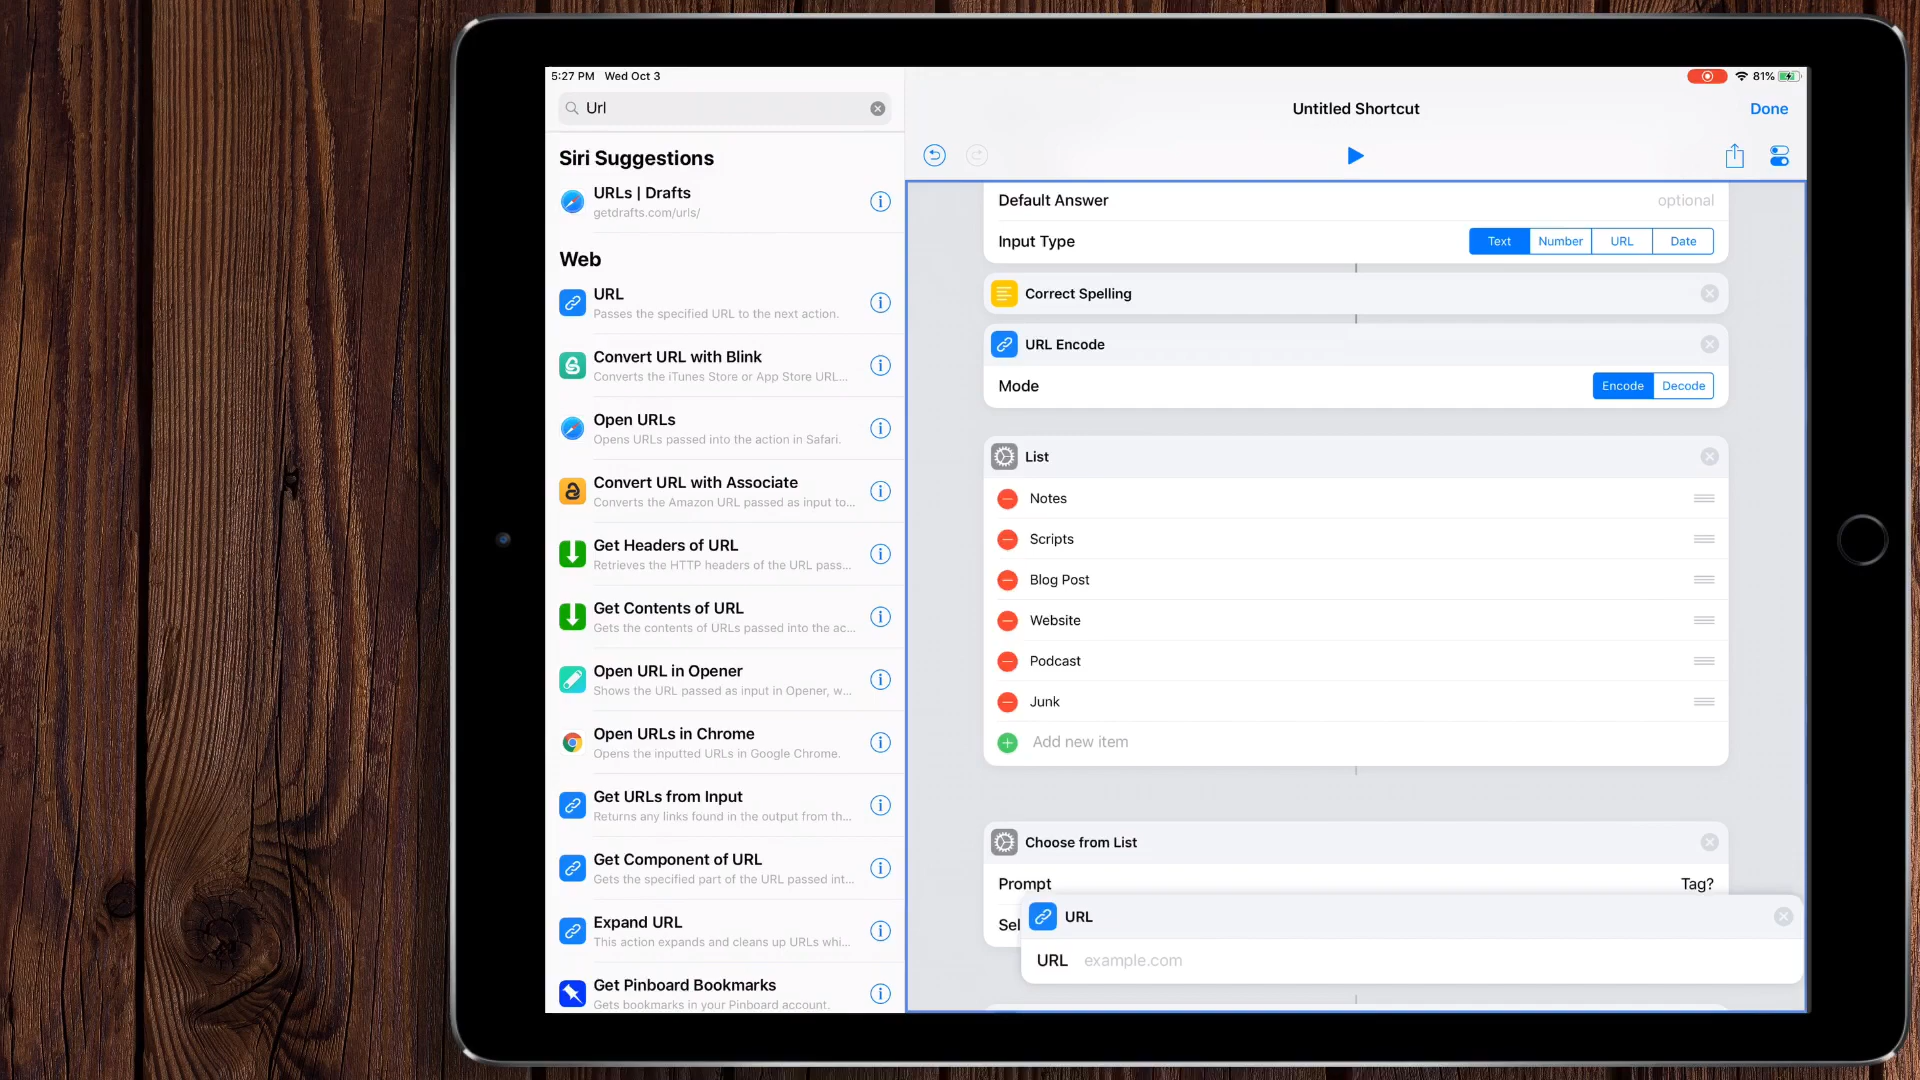 5:27 PM Wed Oct 3
81%
Url
Siri Suggestions
URLs | Drafts
getdrafts.com/urls/
Web
URL
Passes the specified URL to the next action.
Convert URL with Blink
Converts the iTunes Store or App Store URL...
Open URLs
Opens URLs passed into the action in Safari.
Convert URL with Associate
Converts the Amazon URL passed as input to...
Get Headers of URL
Retrieves the HTTP headers of the URL pass...
Get Contents of URL
Gets the contents of URLs passed into the ac...
Open URL in Opener
Shows the URL passed as input in Opener, w...
Open URLs in Chrome
Opens the inputted URLs in Google Chrome.
Get URLs from Input
Returns any links found in the output from th...
Get Component of URL
Gets the specified part of the URL passed int...
Expand URL
This action expands and cleans up URLs whi...
Get Pinboard Bookmarks
Gets bookmarks in your Pinboard account.
Untitled Shortcut
Done
Default Answer optional
Input Type Text Number URL Date
Correct Spelling
URL Encode
Mode Encode Decode
List
Notes
Scripts
Blog Post
Website
Podcast
Junk
Add new item
Choose from List
Prompt Tag?
Sel
URL
URL example.com